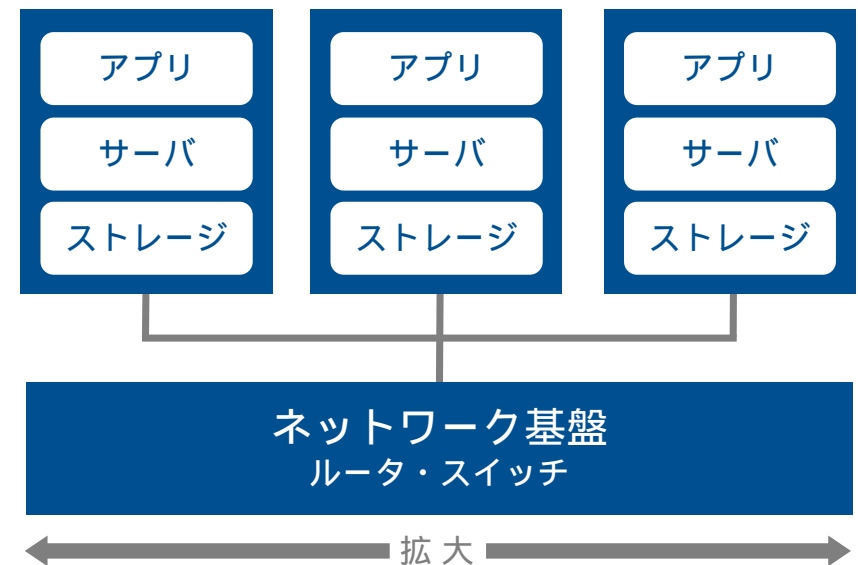 アプリ
サーバ
ストレージ
アプリ
サーバ
ストレージ
アプリ
サーバ
ストレージ
ネットワーク基盤
ルータ・スイッチ
拡大